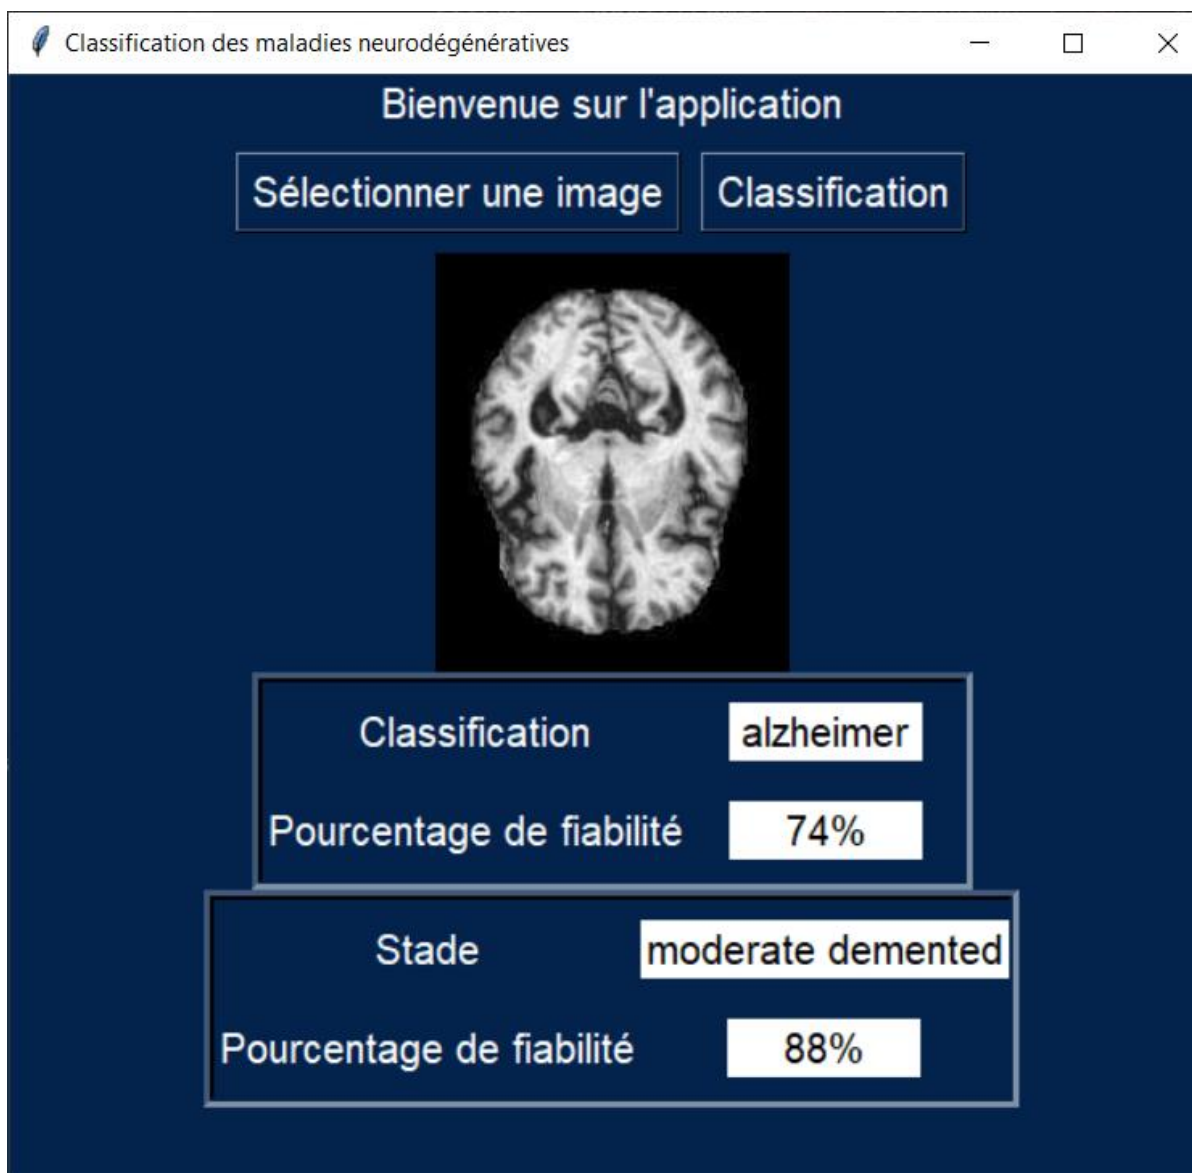 Classification des maladies neurodégénératives
Bienvenue sur l'application
Sélectionner une image Classification
Classification alzheimer
Pourcentage de fiabilité 74%
Stade moderate demented
Pourcentage de fiabilité 88%